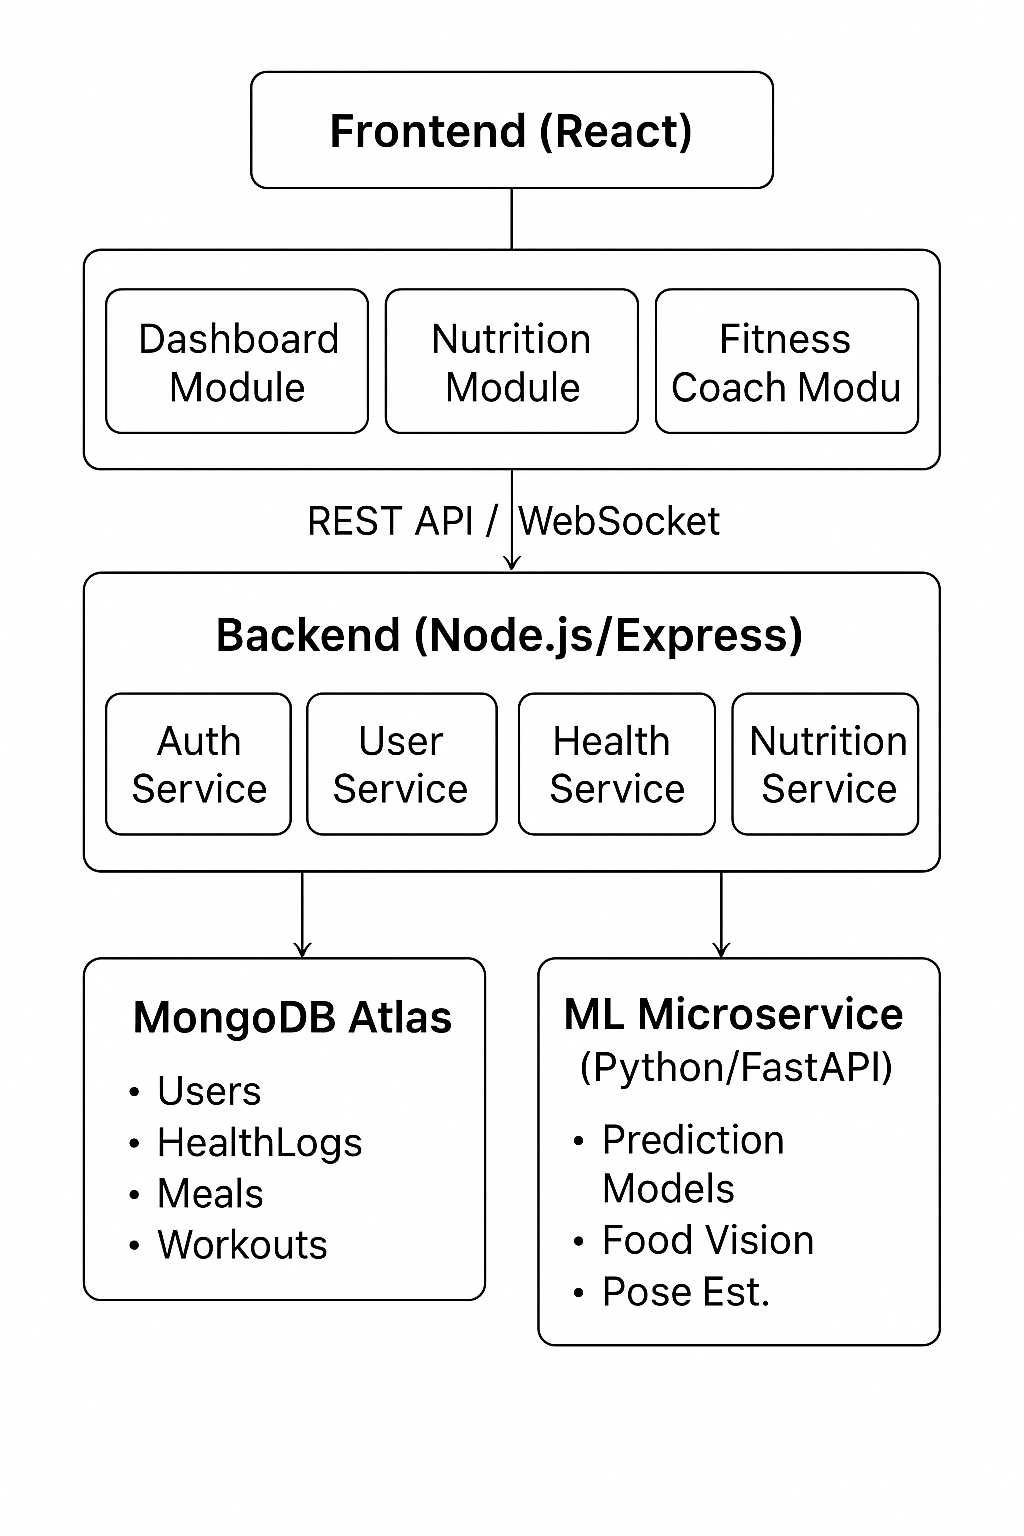 Frontend (React)
Dashboard
Module
Nutrition
Module
Fitness
Coach Modu
REST API / WebSocket
Backend (Node.js/Express)
Auth
Service
User
Service
Health
Service
Nutrition
Service
MongoDB Atlas
• Users
• HealthLogs
• Meals
• Workouts
ML Microservice
(Python/FastAPI)
• Prediction
Models
• Food Vision
• Pose Est.